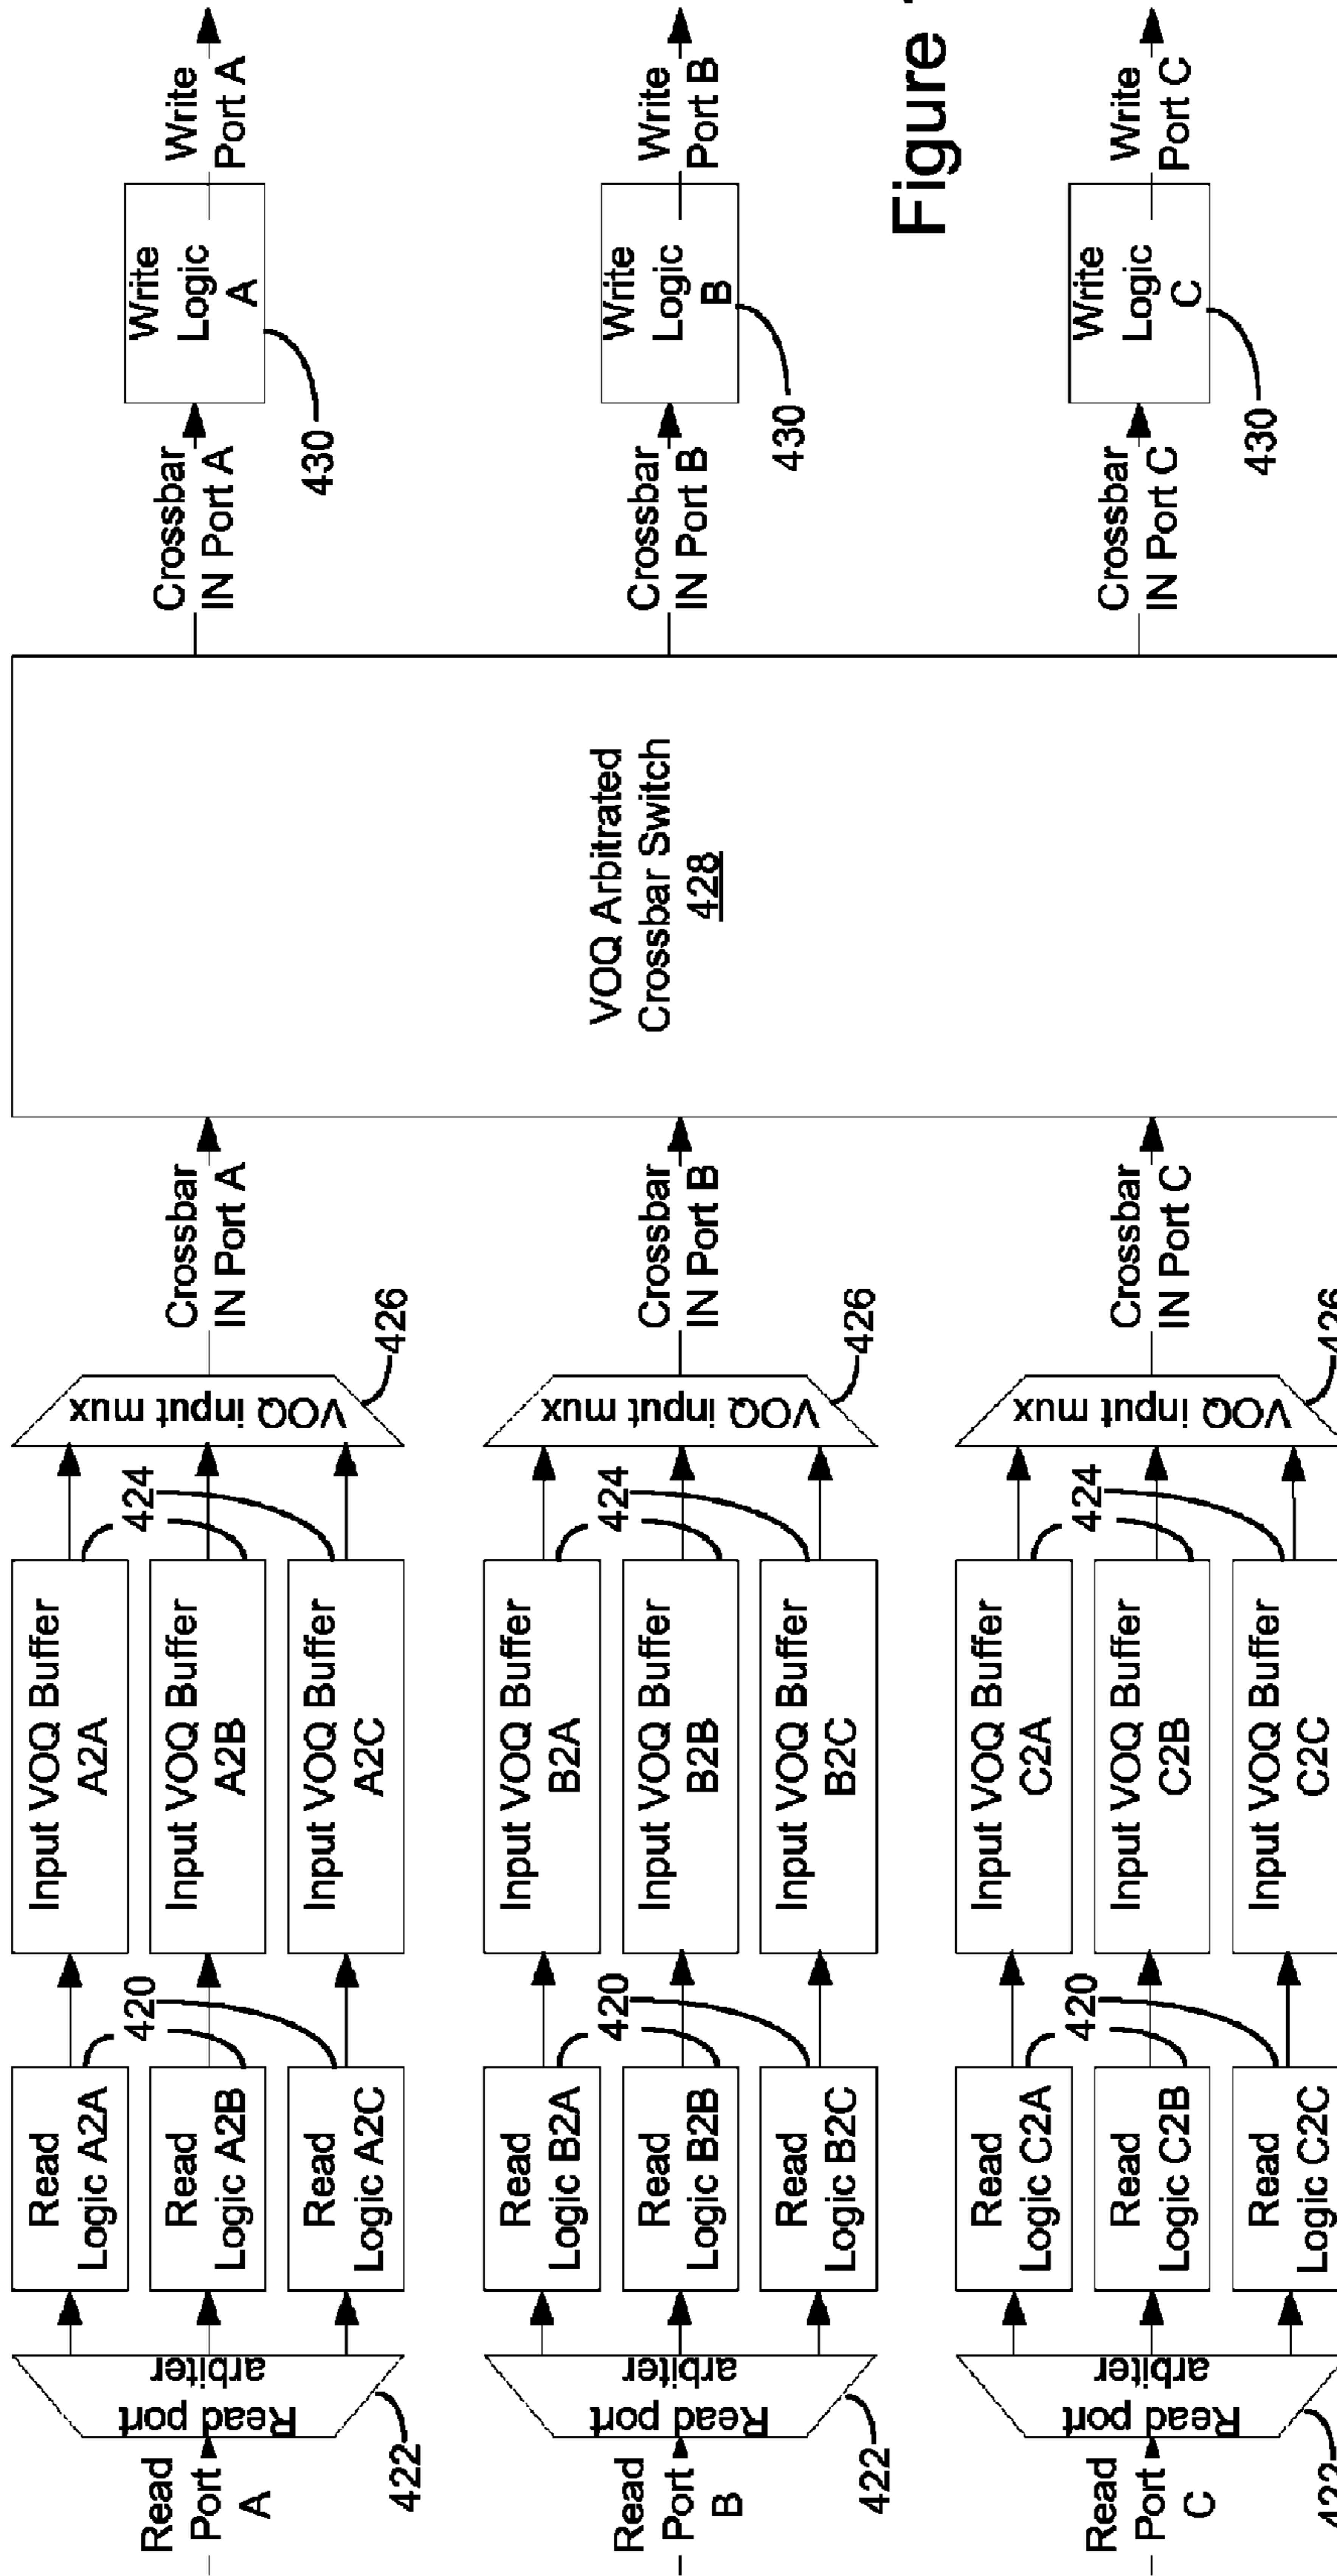 Read
Port
A
Read port
arbiter
422
Read
Logic A2A
Read
Logic A2B
Read
Logic A2C
420
Input VOQ Buffer
A2A
Input VOQ Buffer
A2B
Input VOQ Buffer
A2C
424
VOQ input mux
426
Crossbar
IN Port A
VOQ Arbitrated
Crossbar Switch
428
Crossbar
IN Port A
Write
Logic
A
430
Write
Port A
Read
Port
B
Read port
arbiter
422
Read
Logic B2A
Read
Logic B2B
Read
Logic B2C
420
Input VOQ Buffer
B2A
Input VOQ Buffer
B2B
Input VOQ Buffer
B2C
424
VOQ input mux
426
Crossbar
IN Port B
Crossbar
IN Port B
Write
Logic
B
430
Write
Port B
Figure
Read
Port
C
Read port
arbiter
422
Read
Logic C2A
Read
Logic C2B
Read
Logic C2C
420
Input VOQ Buffer
C2A
Input VOQ Buffer
C2B
Input VOQ Buffer
C2C
424
VOQ input mux
426
Crossbar
IN Port C
Crossbar
IN Port C
Write
Logic
C
430
Write
Port C